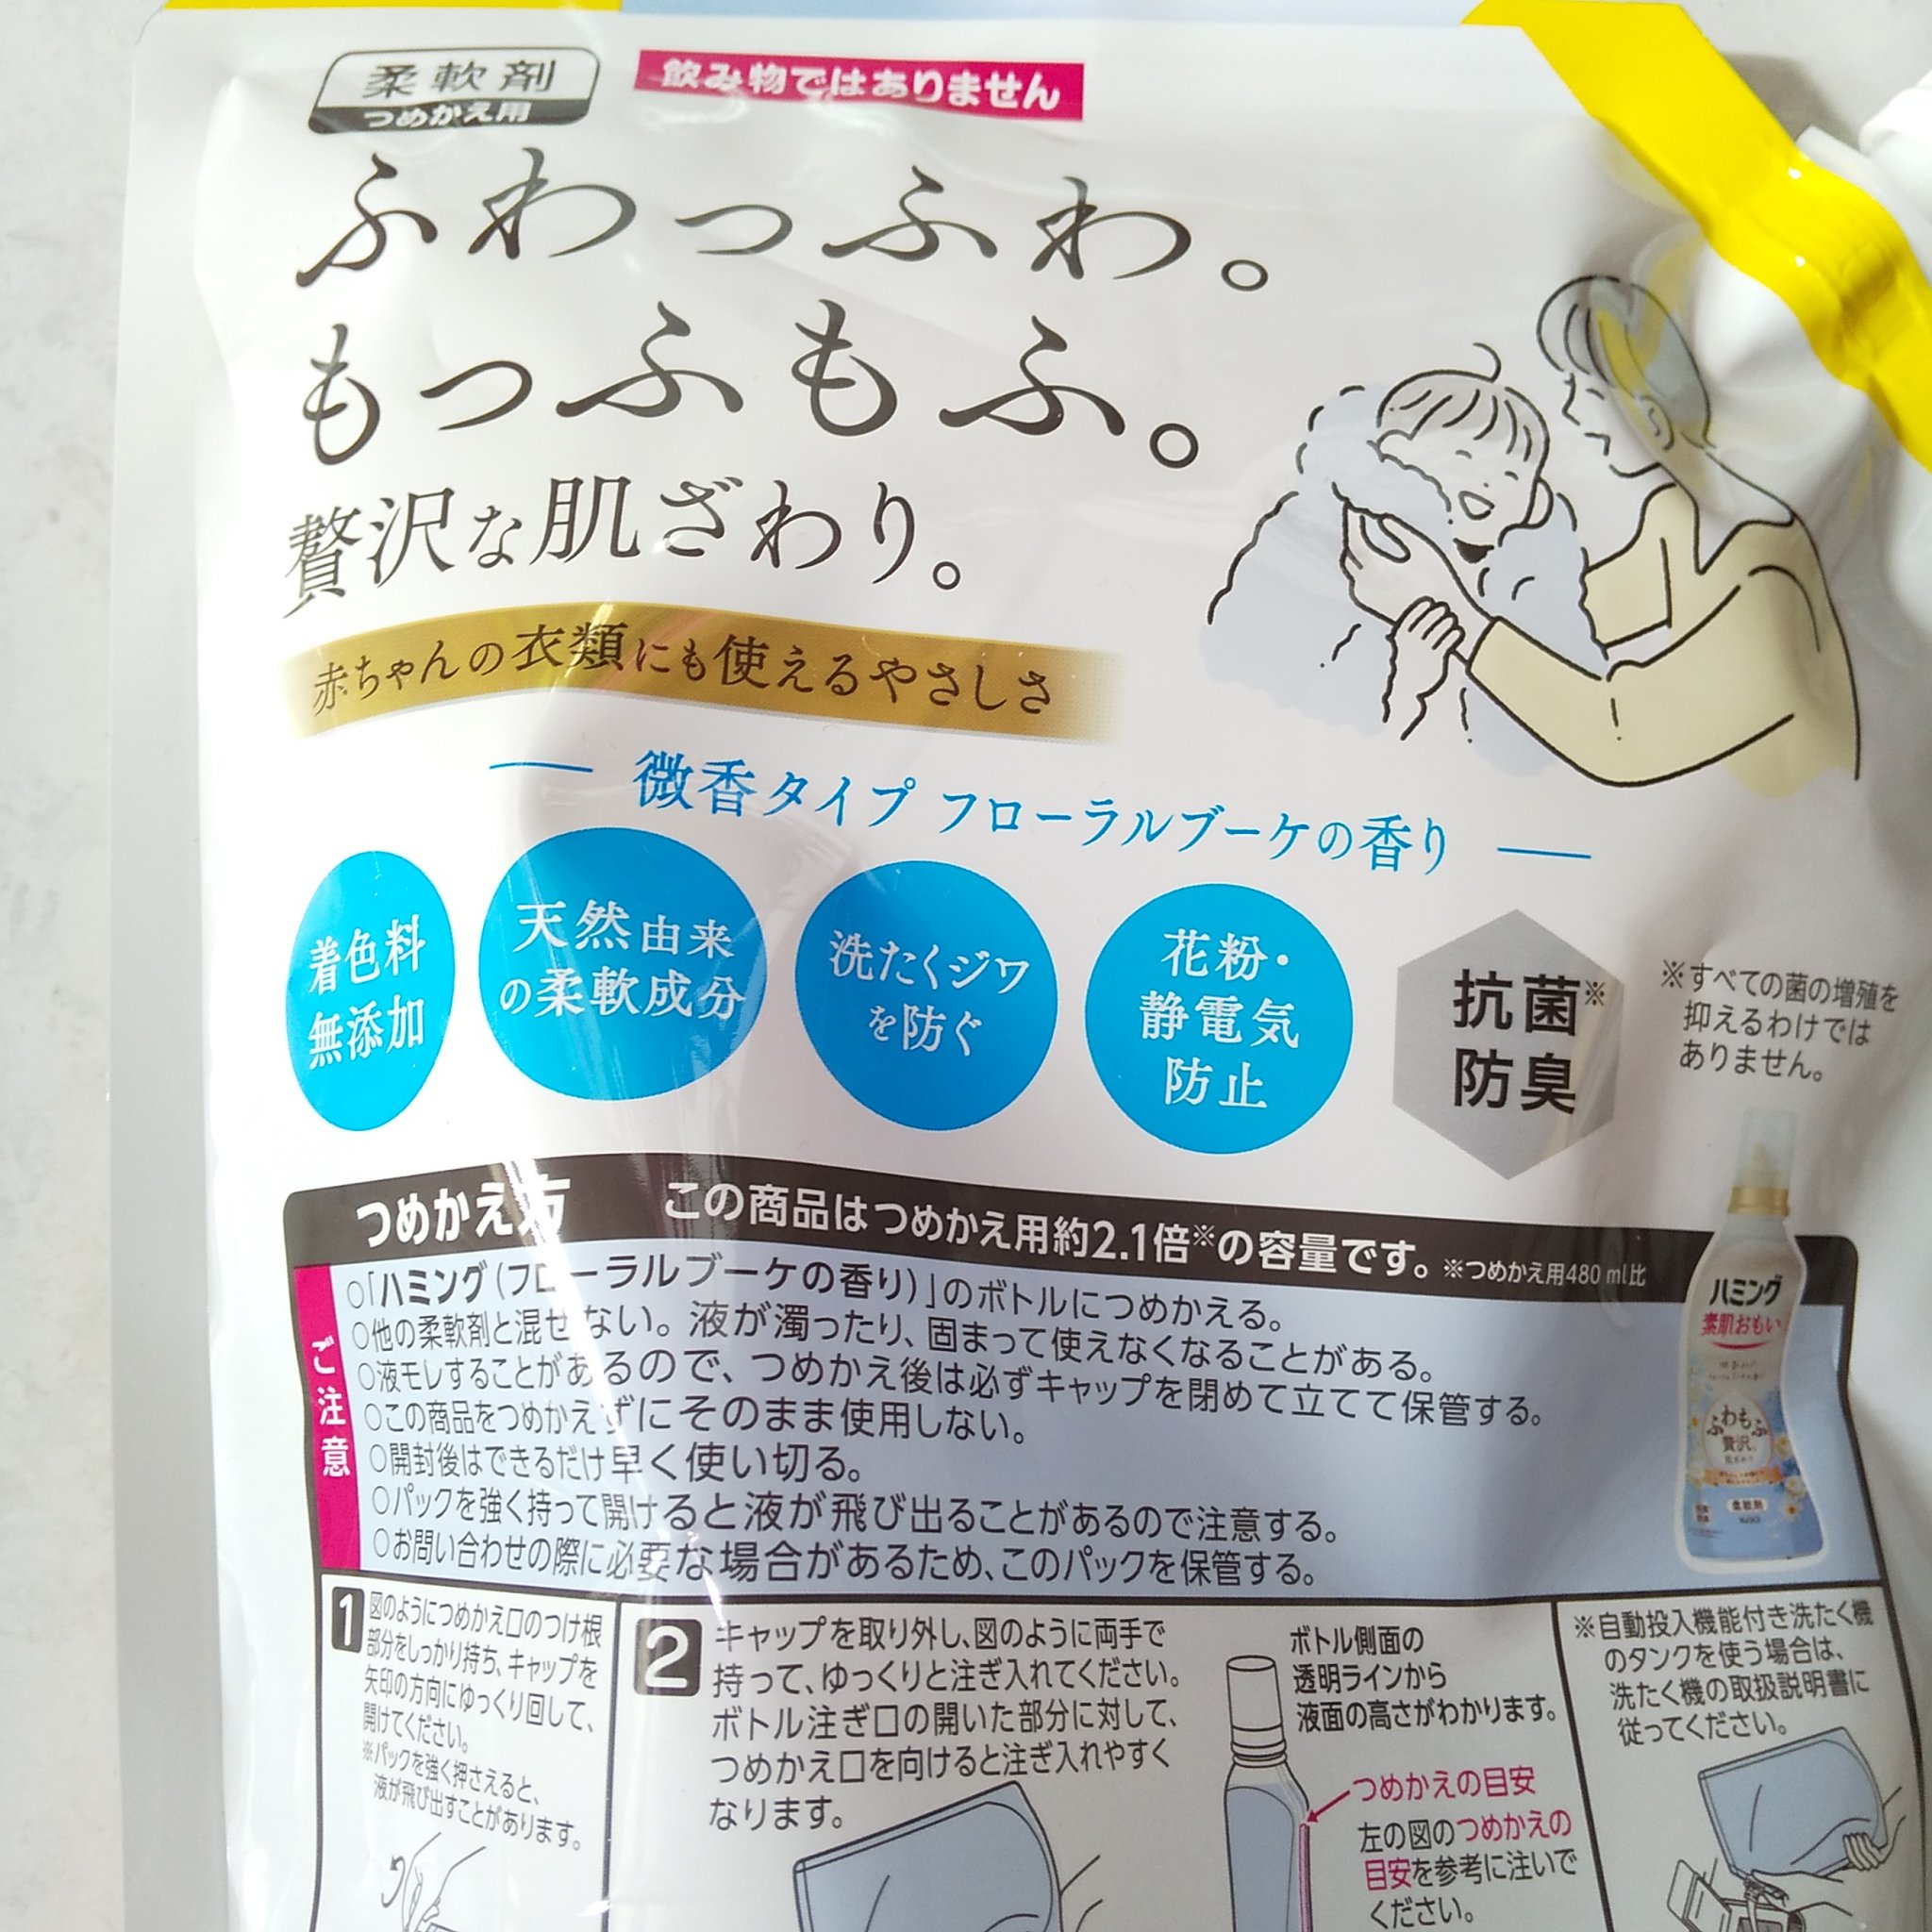 柔軟剤
つめかえ用
飲み物ではありません
ふわっふわ。
もっふもふ。
贅沢な肌ざわり。
赤ちゃんの衣類にも使えるやさしさ
微香タイプ フローラルブーケの香り
着色料
無添加
天然由来
の柔軟成分
洗たくジワ
を防ぐ
花粉・
静電気
防止
抗菌※
防臭
※すべての菌の増殖を
抑えるわけでは
ありません。
つめかえ方 この商品はつめかえ用約2.1倍※の容量です。※つめかえ用480ml比
ご注意
○「ハミング(フローラルブーケの香り)」のボトルにつめかえる。
○他の柔軟剤と混ぜない。液が濁ったり、固まって使えなくなることがある。
○液モレすることがあるので、つめかえ後は必ずキャップを閉めて立てて保管する。
○この商品をつめかえずにそのまま使用しない。
○開封後はできるだけ早く使い切る。
○パックを強く持って開けると液が飛び出ることがあるので注意する。
○お問い合わせの際に必要な場合があるため、このパックを保管する。
ハミング
素肌おもい
ふわもふ
贅沢
柔軟剤
1 図のようにつめかえ口のつけ根
部分をしっかり持ち、キャップを
矢印の方向にゆっくり回して、
開けてください。
※パックを強く押さえると、
液が飛び出すことがあります。
2 キャップを取り外し、図のように両手で
持って、ゆっくりと注ぎ入れてください。
ボトル注ぎ口の開いた部分に対して、
つめかえ口を向けると注ぎ入れやすく
なります。
ボトル側面の
透明ラインから
液面の高さがわかります。
つめかえの目安
左の図のつめかえの
目安を参考に注いで
ください。
※自動投入機能付き洗たく機
のタンクを使う場合は、
洗たく機の取扱説明書に
従ってください。